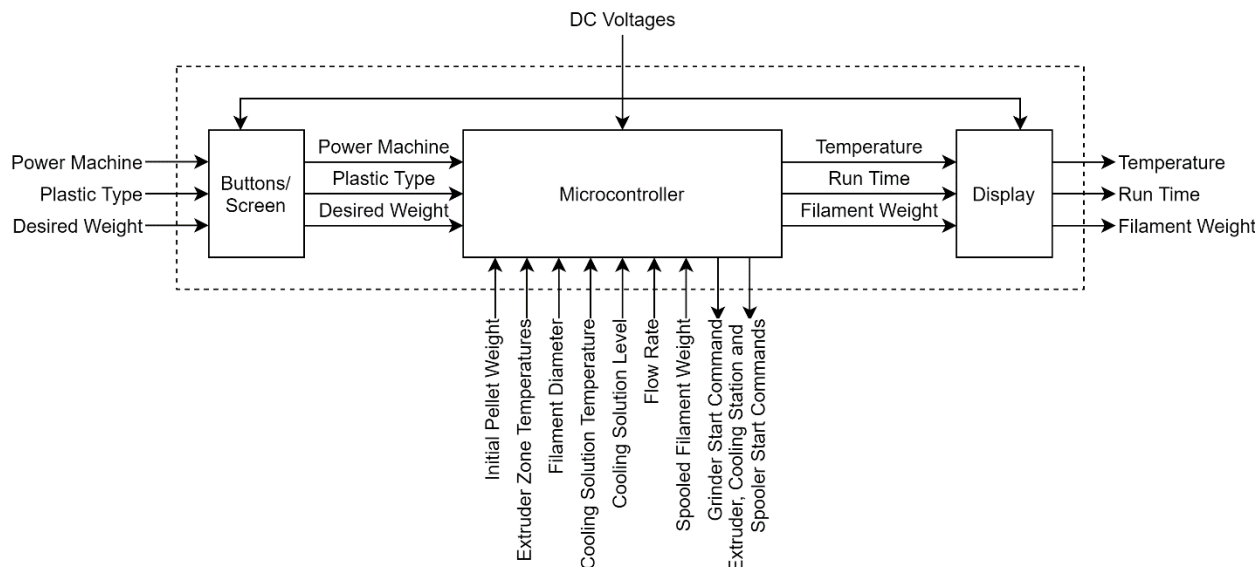 DC Voltages
Power Machine
Plastic Type
Desired Weight
Buttons/
Screen
Power Machine
Plastic Type
Desired Weight
Microcontroller
Temperature
Run Time
Filament Weight
Display
Temperature
Run Time
Filament Weight
Initial Pellet Weight
Extruder Zone Temperatures
Filament Diameter
Cooling Solution Temperature
Cooling Solution Level
Flow Rate
Spooled Filament Weight
Grinder Start Command
Extruder, Cooling Station and
Spooler Start Commands